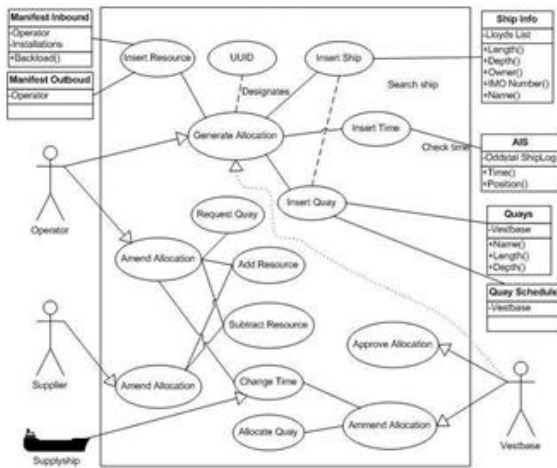 Manifest Inbound
-Operator
-Installations
+Backload()
Manifest Outboud
-Operator
Insert Resource
UUID
Insert Ship
Designates
Search ship
Generate Allocation
Insert Time
Check time
Insert Quay
Ship Info
-Lloyds List
+Length()
+Depth()
+Owner()
+IMO Number()
+Name()
AIS
-Oddstøl ShipLog
+Time()
+Position()
Quays
-Vestbase
+Name()
+Length()
+Depth()
Quay Schedule
-Vestbase
Operator
Request Quay
Amend Allocation
Add Resource
Subtract Resource
Supplier
Amend Allocation
Change Time
Approve Allocation
Allocate Quay
Ammend Allocation
Supplyship
Vestbase